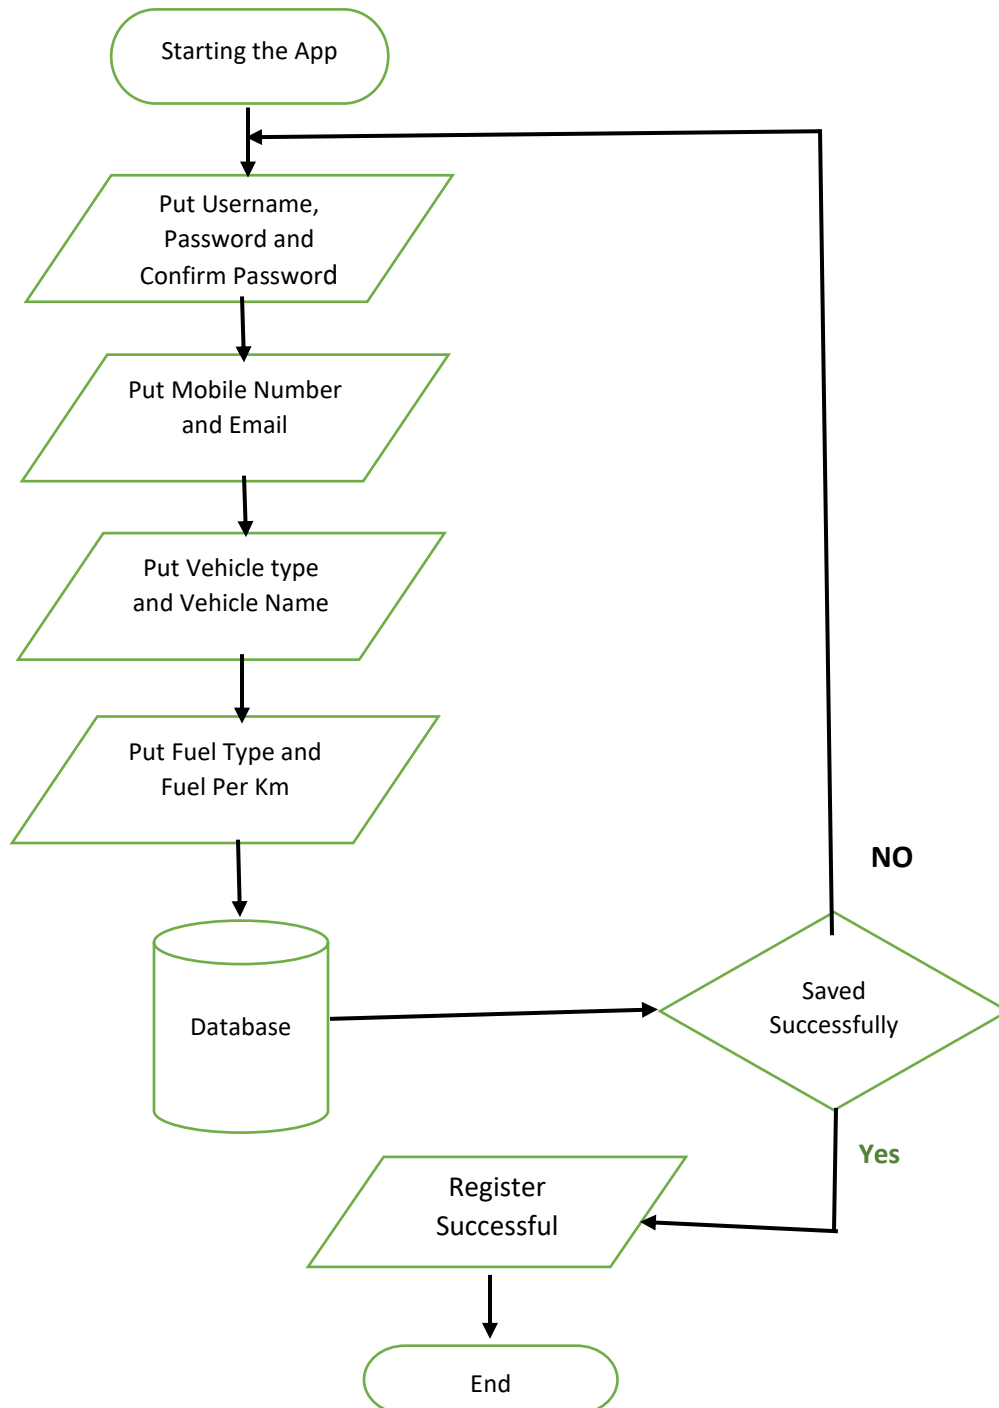 Starting the App
Put Username,
Password and
Confirm Password
Put Mobile Number
and Email
Put Vehicle type
and Vehicle Name
Put Fuel Type and
Fuel Per Km
NO
Database
Saved
Successfully
Yes
Register
Successful
End